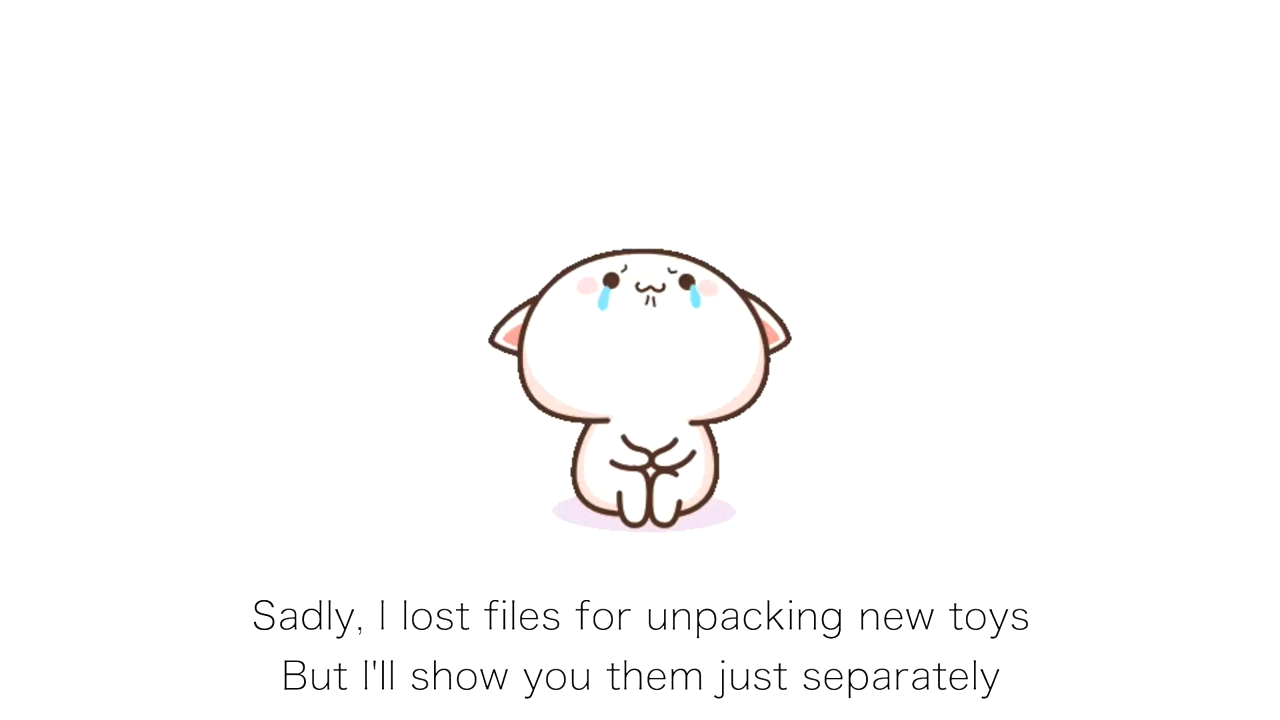 Sadly, I lost files for unpacking new toys
But I'll show you them just separately